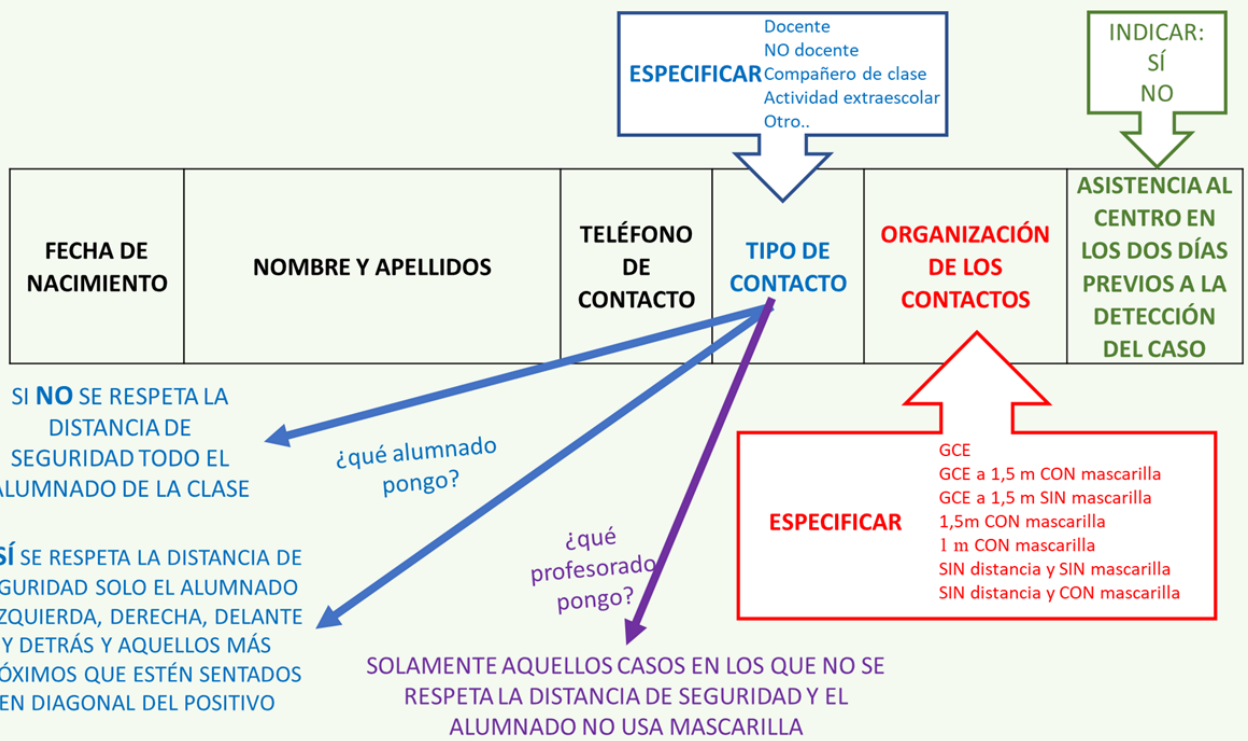 ESPECIFICAR
Docente
NO docente
Compañero de clase
Actividad extraescolar
Otro..
INDICAR:
SÍ
NO
FECHA DE
NACIMIENTO
NOMBRE Y APELLIDOS
TELÉFONO
DE
CONTACTO
TIPO DE
CONTACTO
ORGANIZACIÓN
DE LOS
CONTACTOS
ASISTENCIA AL
CENTRO EN
LOS DOS DÍAS
PREVIOS A LA
DETECCIÓN
DEL CASO
SI NO SE RESPETA LA
DISTANCIA DE
SEGURIDAD TODO EL
ALUMNADO DE LA CLASE
¿qué alumnado
pongo?
SÍ SE RESPETA LA DISTANCIA DE
GURIDAD SOLO EL ALUMNADO
ZQUIERDA, DERECHA, DELANTE
Y DETRÁS Y AQUELLOS MÁS
ÓXIMOS QUE ESTÉN SENTADOS
EN DIAGONAL DEL POSITIVO
¿qué
profesorado
pongo?
SOLAMENTE AQUELLOS CASOS EN LOS QUE NO SE
RESPETA LA DISTANCIA DE SEGURIDAD Y EL
ALUMNADO NO USA MASCARILLA
ESPECIFICAR
GCE
GCE a 1,5 m CON mascarilla
GCE a 1,5 m SIN mascarilla
1,5m CON mascarilla
1 m CON mascarilla
SIN distancia y SIN mascarilla
SIN distancia y CON mascarilla